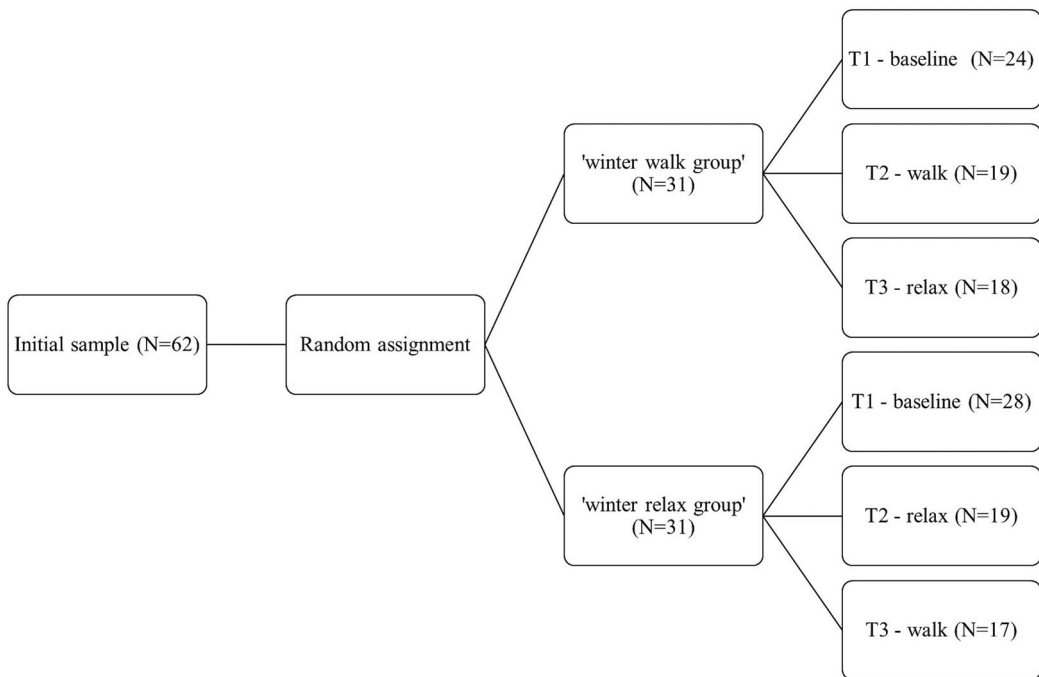 Initial sample (N=62)
Random assignment
'winter walk group'
(N=31)
T1 - baseline  (N=24)
T2 - walk (N=19)
T3 - relax (N=18)
'winter relax group'
(N=31)
T1 - baseline (N=28)
T2 - relax (N=19)
T3 - walk (N=17)